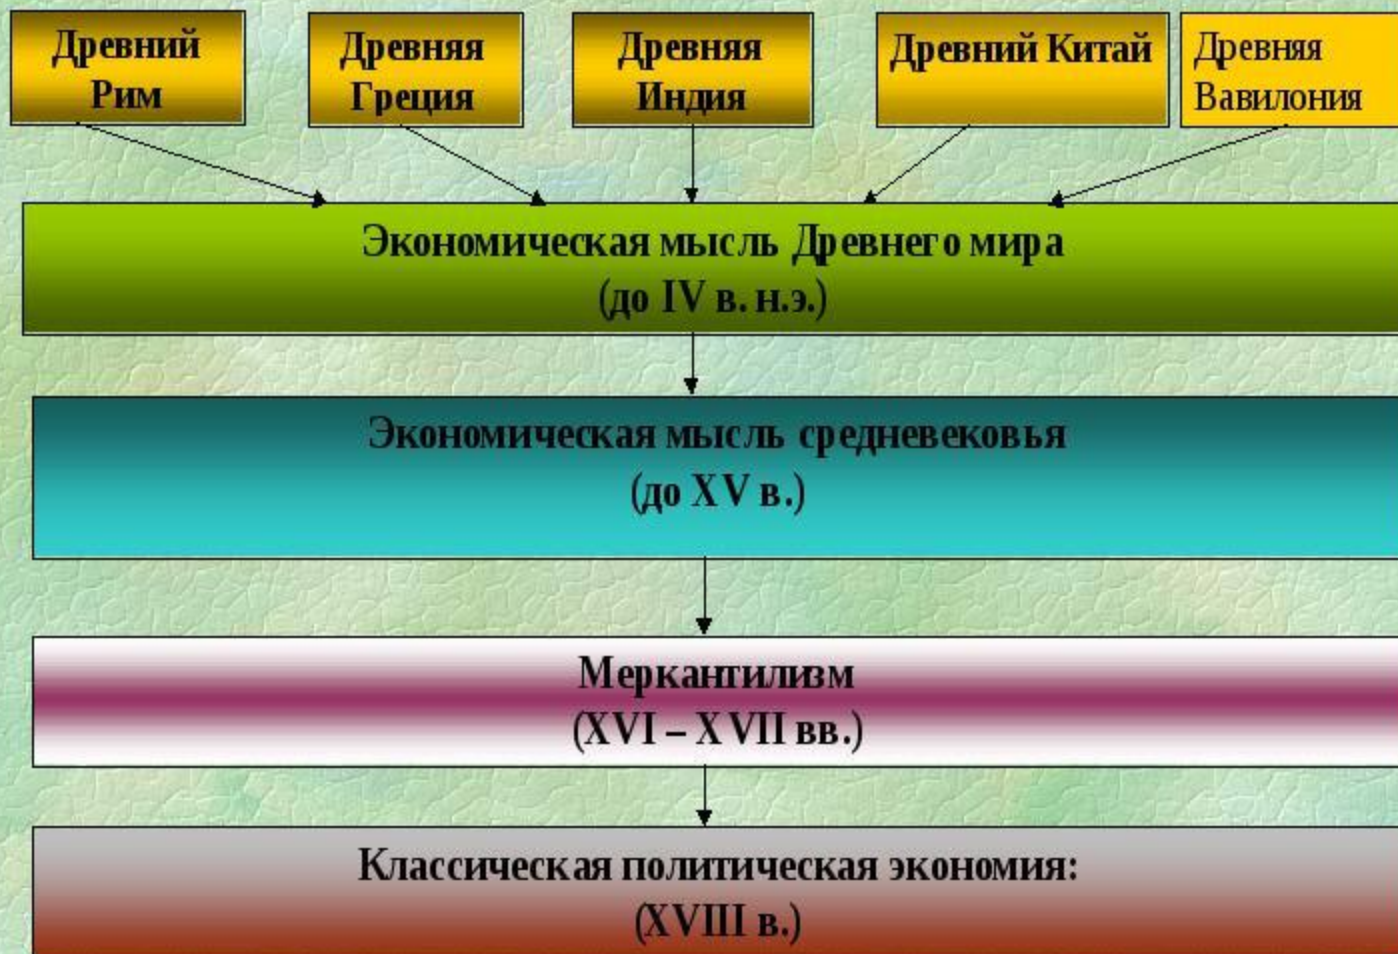 Древний
Рим
Древняя
Греция
Древняя
Индия
Древний Китай
Древняя
Вавилония
Экономическая мысль Древнего мира
(до IV в. н.э.)
Экономическая мысль средневековья
(до XV в.)
Меркантилизм
(XVI – XVII вв.)
Классическая политическая экономия:
(XVIII в.)